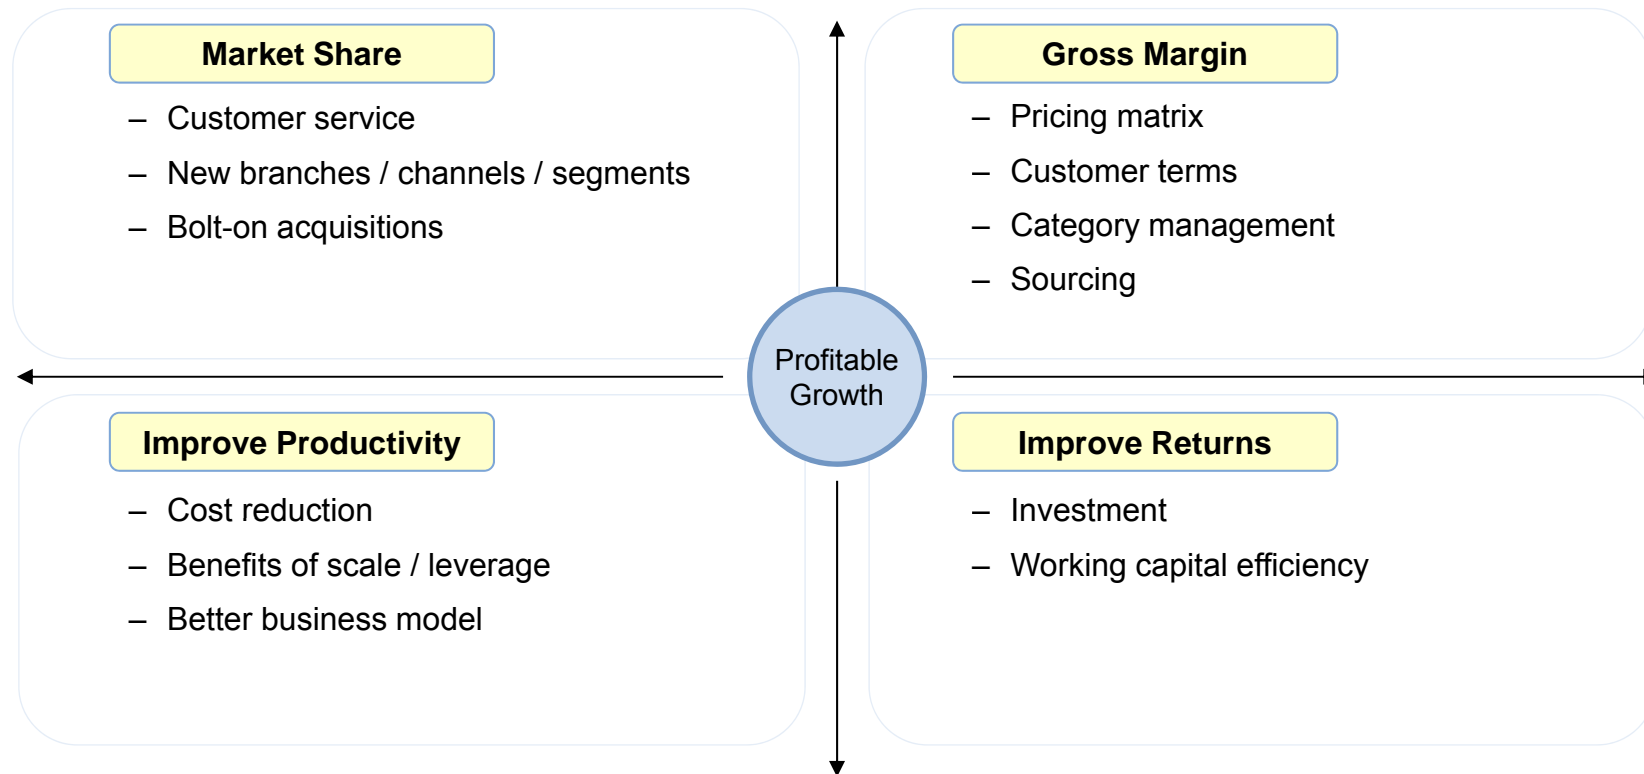 Market Share
– Customer service
– New branches / channels / segments
– Bolt-on acquisitions
Gross Margin
– Pricing matrix
– Customer terms
– Category management
– Sourcing
Profitable
Growth
Improve Productivity
– Cost reduction
– Benefits of scale / leverage
– Better business model
Improve Returns
– Investment
– Working capital efficiency